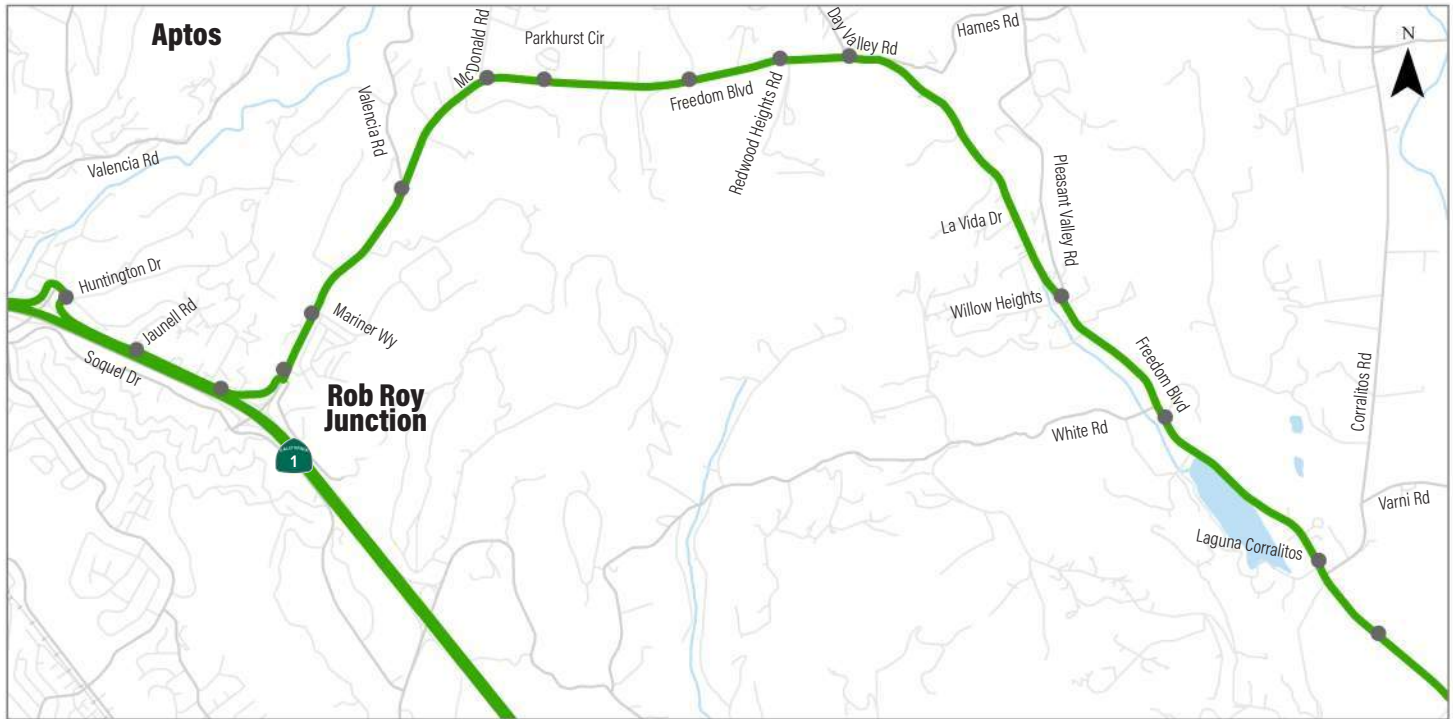 Aptos
McDonald Rd
Parkhurst Cir
Day Valley Rd
Hames Rd
N
Valencia Rd
Freedom Blvd
Redwood Heights Rd
Valencia Rd
Pleasant Valley Rd
La Vida Dr
Huntington Dr
Willow Heights
Jaunell Rd
Mariner Wy
Soquel Dr
Freedom Blvd
Corralitos Rd
Rob Roy
Junction
White Rd
1
Varni Rd
Laguna Corralitos